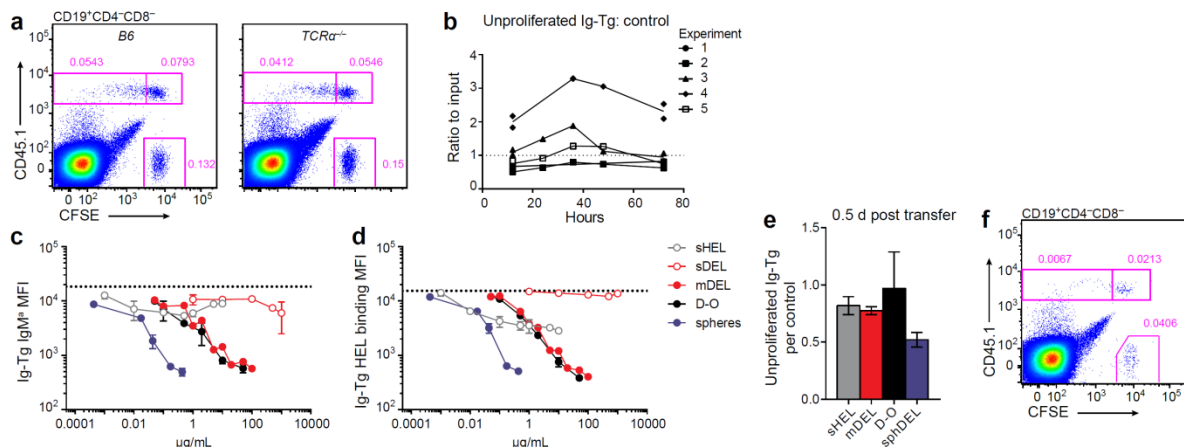 a
CD19⁺CD4⁻CD8⁻
B6
TCRα⁻/⁻
0.0543
0.0793
0.132
0.0412
0.0546
0.15
CD45.1
10⁵
10⁴
10³
10²
0
0 10² 10³ 10⁴ 10⁵
0 10² 10³ 10⁴ 10⁵
CFSE
b
Unproliferated Ig-Tg: control
Experiment
1
2
3
4
5
Ratio to input
4
3
2
1
0
0 20 40 60 80
Hours
c
Ig-Tg IgMᵃ MFI
10⁵
10⁴
10³
10²
0.0001 0.01 1 100 10000
µg/mL
d
Ig-Tg HEL binding MFI
10⁵
10⁴
10³
10²
0.0001 0.01 1 100 10000
µg/mL
sHEL
sDEL
mDEL
D-O
spheres
e
0.5 d post transfer
Unproliferated Ig-Tg
per control
1.5
1.0
0.5
0.0
sHEL
mDEL
D-O
sphDEL
f
CD19⁺CD4⁻CD8⁻
0.0067
0.0213
0.0406
CD45.1
10⁵
10⁴
10³
10²
0
0 10² 10³ 10⁴ 10⁵
CFSE